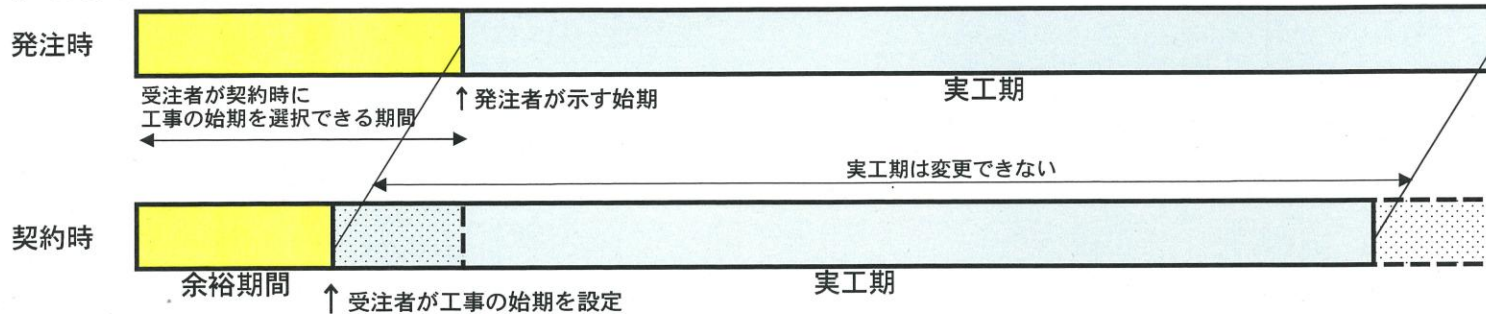 発注時
受注者が契約時に
工事の始期を選択できる期間
↑発注者が示す始期
実工期
実工期は変更できない
契約時
余裕期間
↑ 受注者が工事の始期を設定
実工期